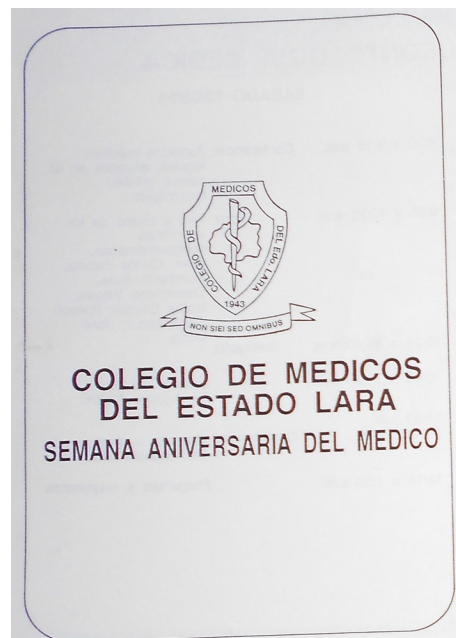 COLEGIO DE MEDICOS DEL Edo. LARA
1943
NON SIEI SED OMNIBUS
COLEGIO DE MEDICOS
DEL ESTADO LARA
SEMANA ANIVERSARIA DEL MEDICO